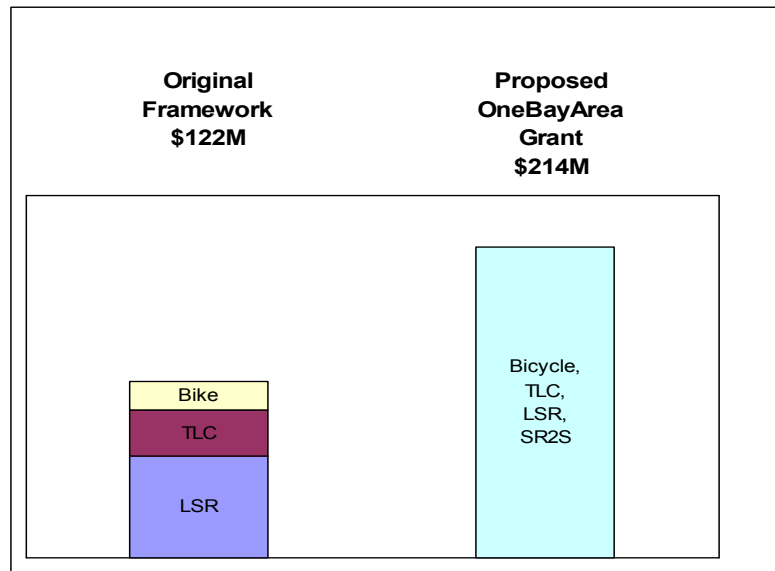 Original
Framework
$122M
Proposed
OneBayArea
Grant
$214M
Bike
TLC
LSR
Bicycle,
TLC,
LSR,
SR2S